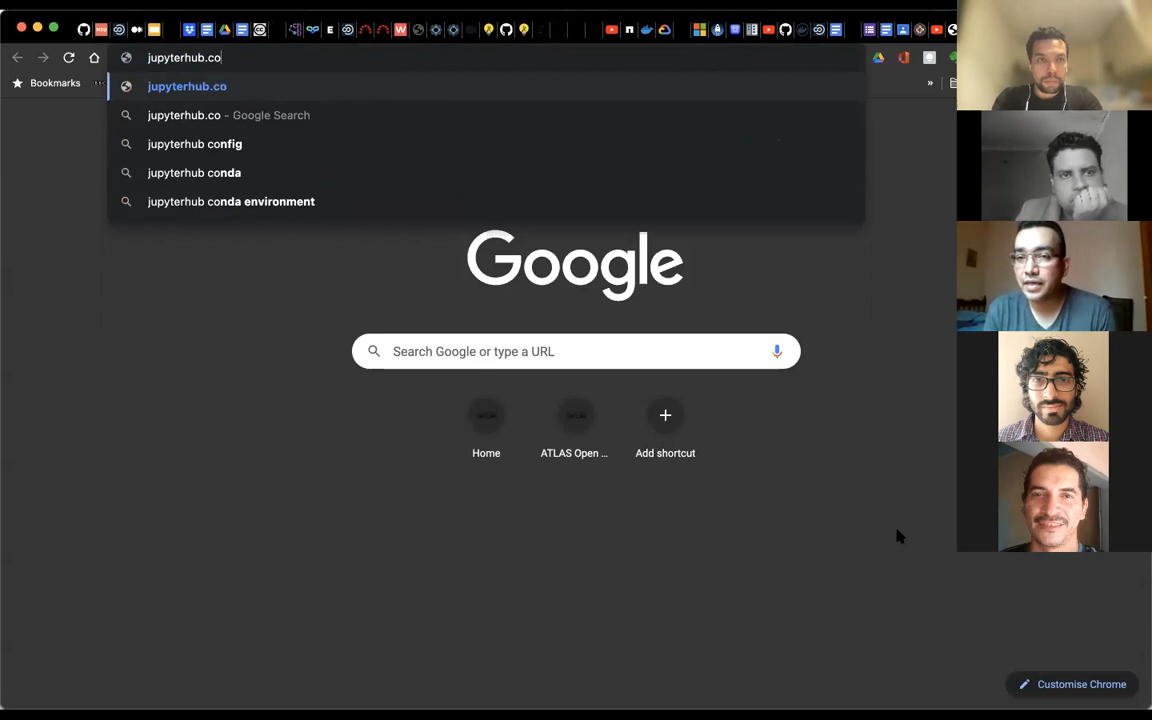 jupyterhub.co
Bookmarks
»
jupyterhub.co
jupyterhub.co - Google Search
jupyterhub config
jupyterhub conda
jupyterhub conda environment
Google
Search Google or type a URL
Home
ATLAS Open ...
Add shortcut
Customise Chrome